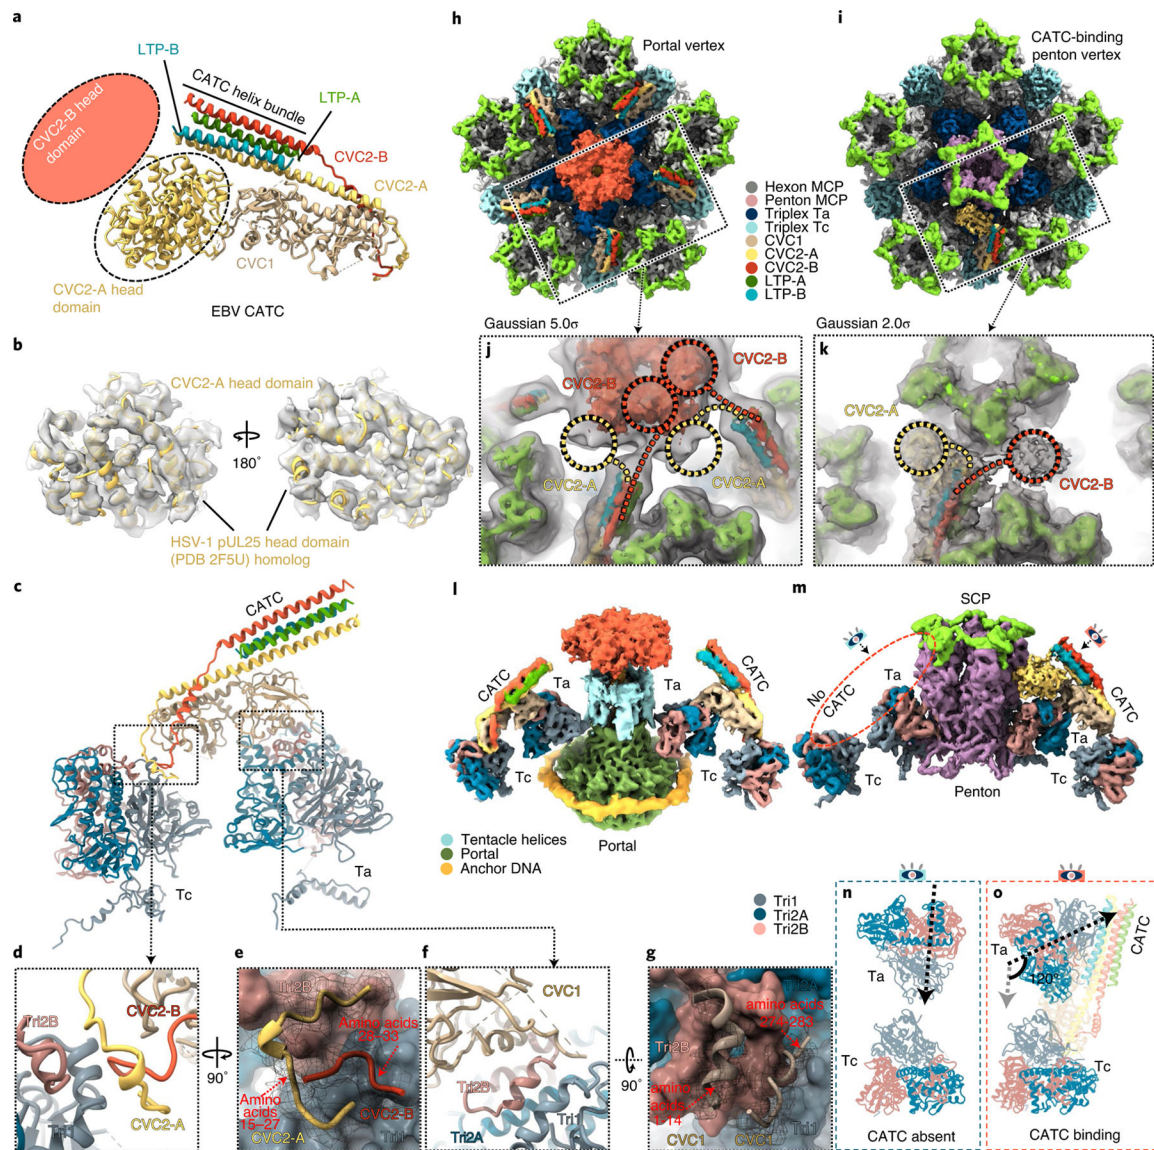 a
LTP-B
CATC helix bundle
LTP-A
CVC2-B head
domain
CVC2-B
CVC2-A
CVC1
CVC2-A head
domain
EBV CATC
b
CVC2-A head domain
180°
HSV-1 pUL25 head domain
(PDB 2F5U) homolog
c
CATC
Tc
Ta
d
Tri2B
CVC2-B
Tri1
CVC2-A
90°
e
Tri2B
Amino acids
28–33
Amino
acids
15–27
CVC2-A
CVC2-B
Tri1
f
CVC1
Tri2B
Tri2A
Tri1
90°
g
Tri2A
amino acids
Tri2B
amino
acids
CVC1
CVC1
Tri1
h
Portal vertex
Hexon MCP
Penton MCP
Triplex Ta
Triplex Tc
CVC1
CVC2-A
CVC2-B
LTP-A
LTP-B
i
CATC-binding
penton vertex
Gaussian 5.0σ
j
CVC2-B
CVC2-B
CVC2-A
CVC2-A
Gaussian 2.0σ
k
CVC2-A
CVC2-B
l
CATC
Ta
Ta
CATC
Tc
Tc
Portal
Tentacle helices
Portal
Anchor DNA
m
SCP
No
CATC
Ta
CATC
Ta
Tc
Tc
Penton
Tri1
Tri2A
Tri2B
n
Ta
Tc
CATC absent
o
Ta
120°
CATC
Tc
CATC binding